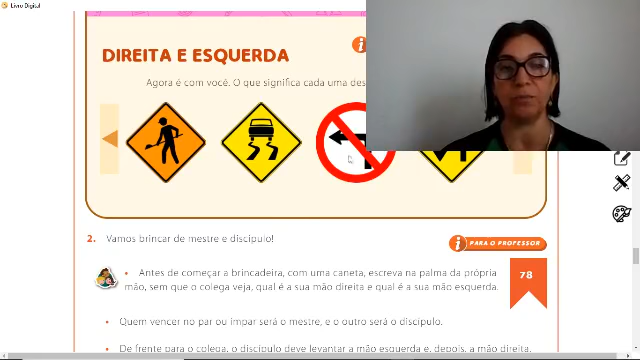 Livro Digital
DIREITA E ESQUERDA
Agora é com você. O que significa cada uma des
2. Vamos brincar de mestre e discípulo!
i PARA O PROFESSOR
• Antes de começar a brincadeira, com uma caneta, escreva na palma da própria
mão, sem que o colega veja, qual é a sua mão direita e qual é a sua mão esquerda.
78
• Quem vencer no par ou ímpar será o mestre, e o outro será o discípulo.
• De frente para o colega, o discípulo deve levantar a mão esquerda e, depois, a mão direita.